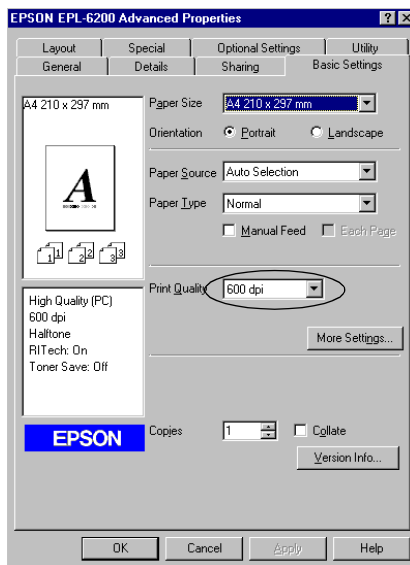 EPSON EPL-6200 Advanced Properties
Layout Special Optional Settings Utility
General Details Sharing Basic Settings
A4 210 x 297 mm
Paper Size A4 210 x 297 mm
Orientation Portrait Landscape
A
Paper Source Auto Selection
Paper Type Normal
Manual Feed Each Page
1 1 2 2 3 3
Print Quality 600 dpi
High Quality (PC)
600 dpi
Halftone
RITech: On
Toner Save: Off
More Settings...
EPSON
Copies 1 Collate
Version Info...
OK Cancel Apply Help